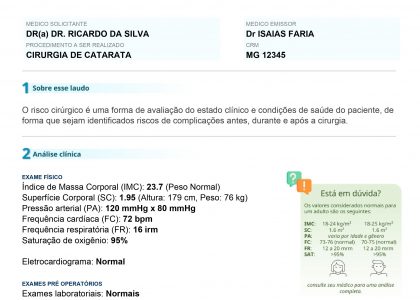 MEDICO SOLICITANTE
DR(a) DR. RICARDO DA SILVA
PROCEDIMENTO A SER REALIZADO
CIRURGIA DE CATARATA
MEDICO EMISSOR
Dr ISAIAS FARIA
CRM
MG 12345
1 Sobre esse laudo
O risco cirúrgico é uma forma de avaliação do estado clínico e condições de saúde do paciente, de
forma que sejam identificados riscos de complicações antes, durante e após a cirurgia.
2 Análise clínica
EXAME FÍSICO
Índice de Massa Corporal (IMC): 23.7 (Peso Normal)
Superfície Corporal (SC): 1.95 (Altura: 179 cm, Peso: 76 kg)
Pressão arterial (PA): 120 mmHg x 80 mmHg
Frequência cardíaca (FC): 72 bpm
Frequência respiratória (FR): 16 irm
Saturação de oxigênio: 95%
Eletrocardiograma: Normal
EXAMES PRÉ OPERATÓRIOS
Exames laboratoriais: Normais
? !
Está em dúvida?
Os valores considerados normais para
um adulto são os seguintes:
IMC: 18-24 kg/m² 18-25 kg/m²
SC: 1.6 m² 1.6 m²
PA: varia por idade e gênero
FC: 73-76 (normal) 70-75 (normal)
FR: 12 a 20 mrm 12 a 20 mrm
SAT: >95% >95%
consulte seu médico para uma análise
completa.